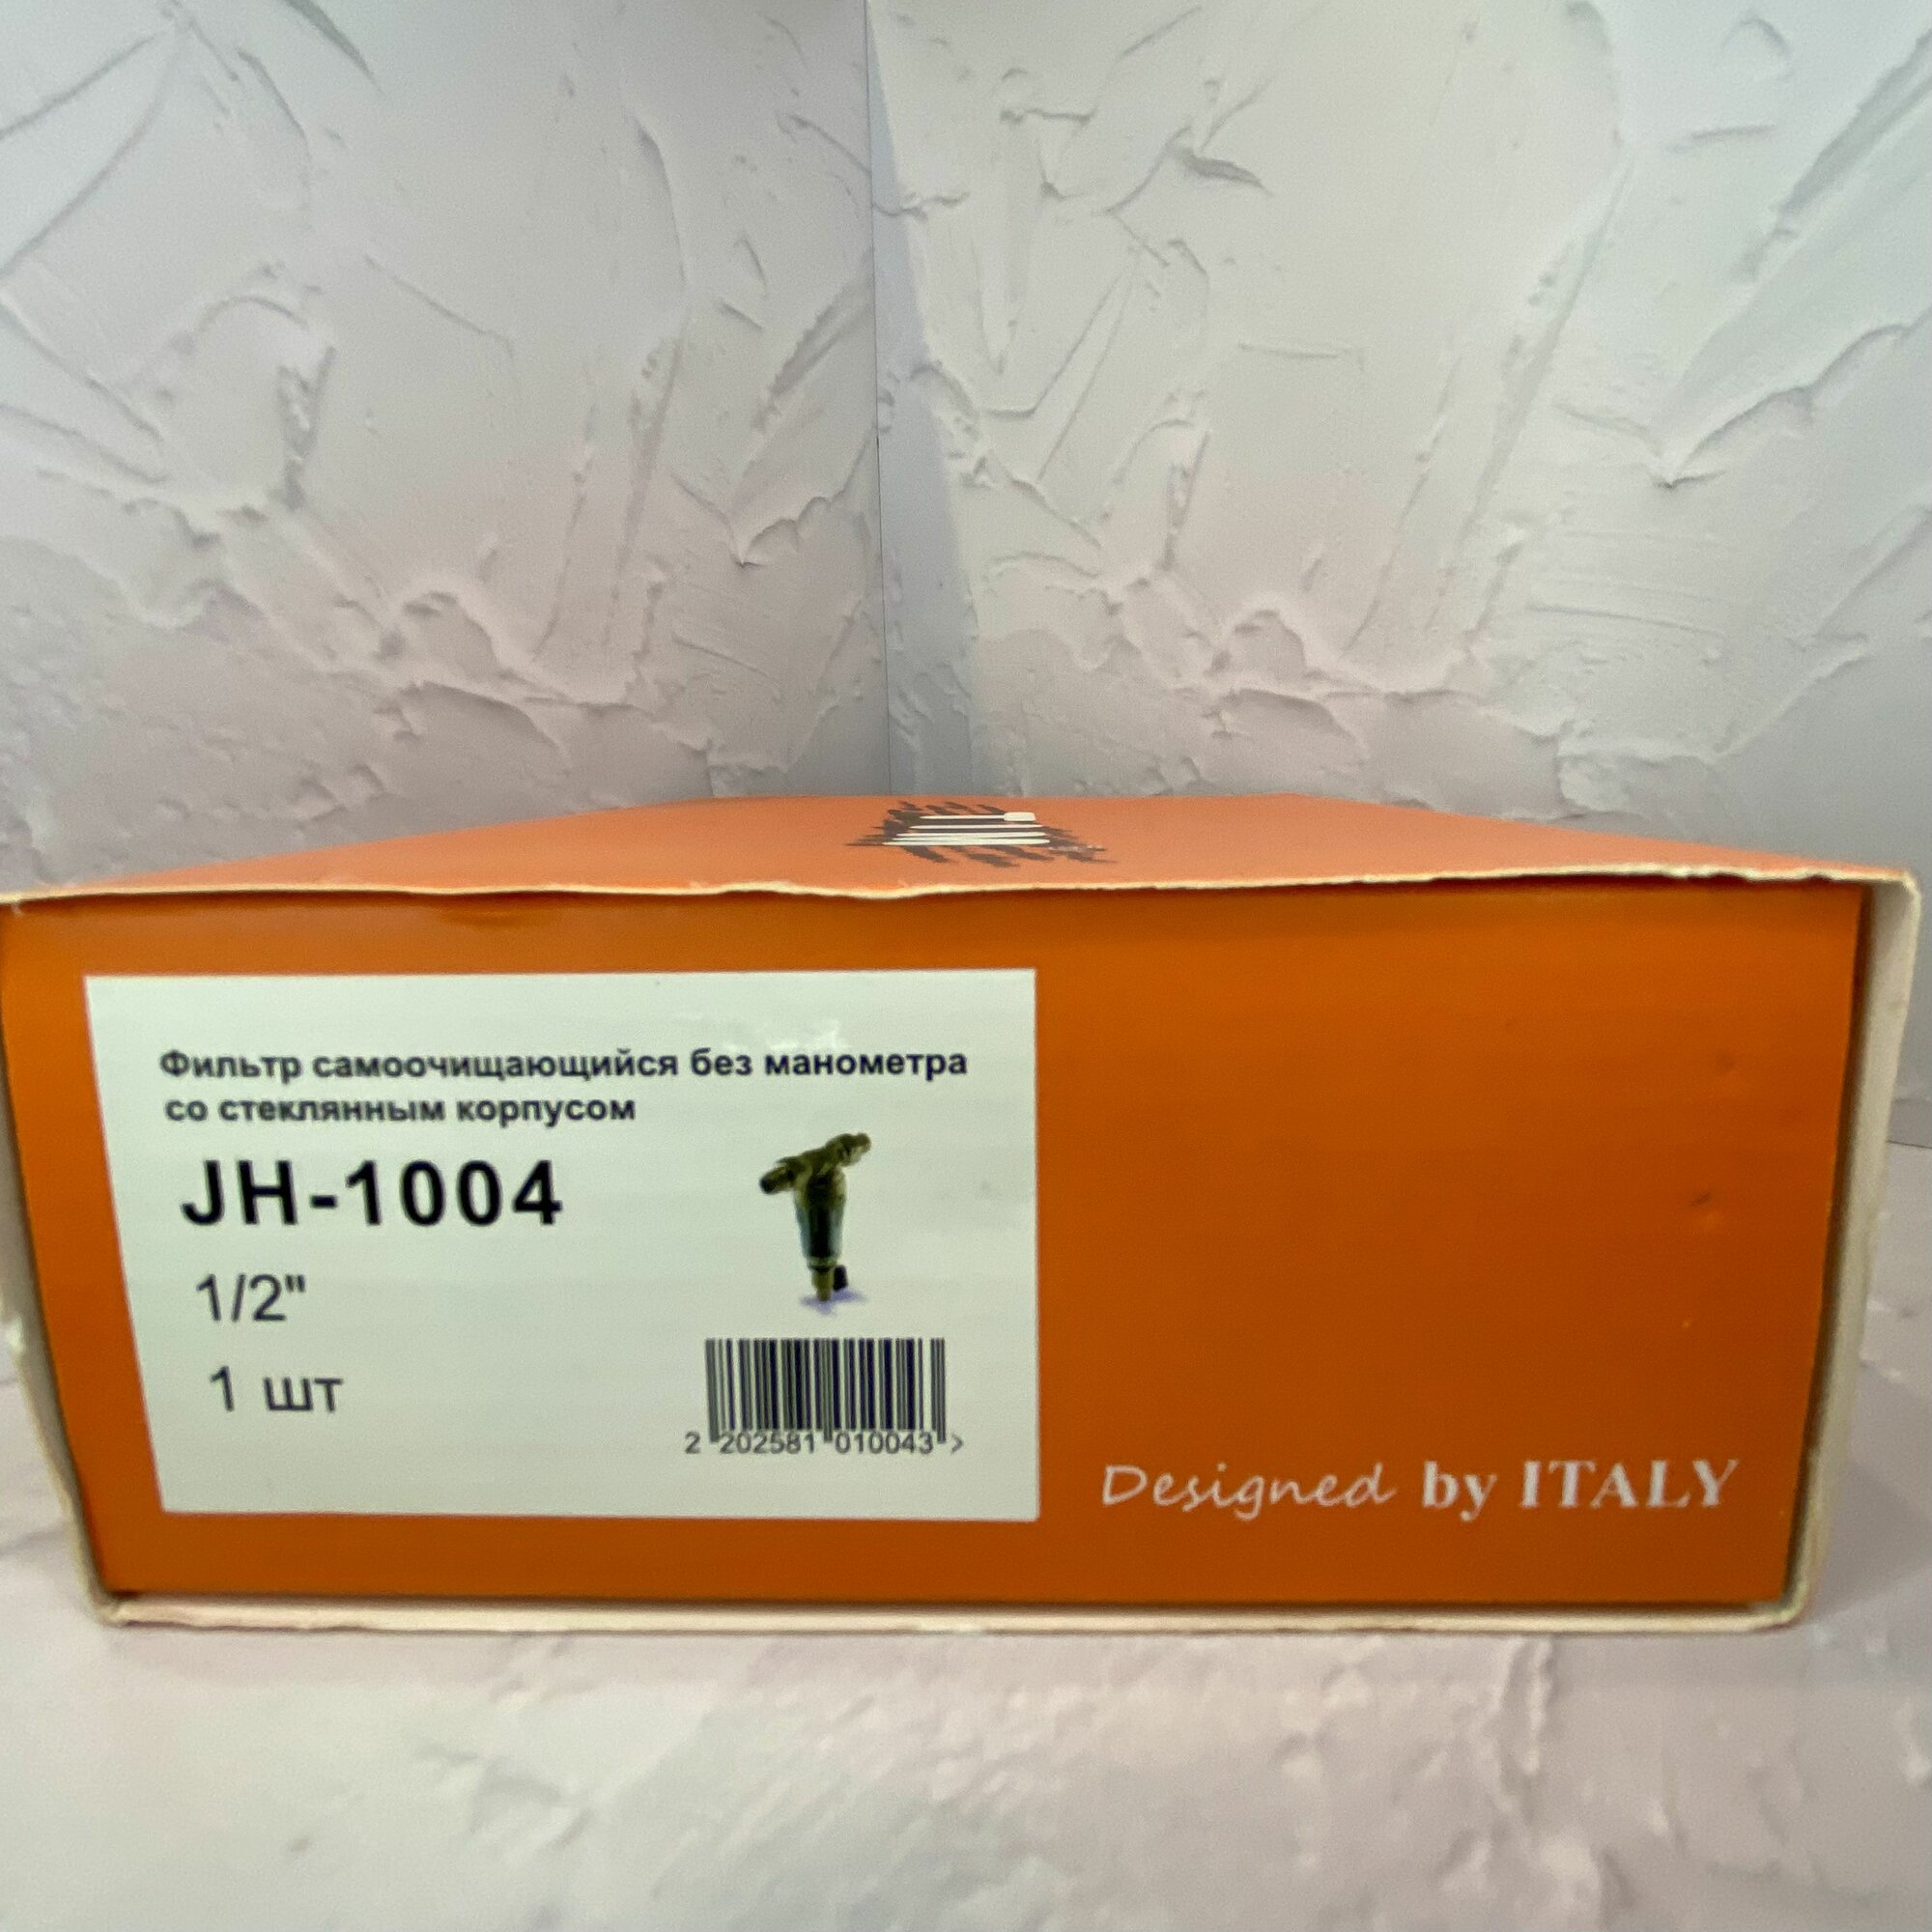 Фильтр самоочищающийся без манометра
со стеклянным корпусом
JH-1004
1/2"
1 шт
2 202581 010043 >
Designed by ITALY